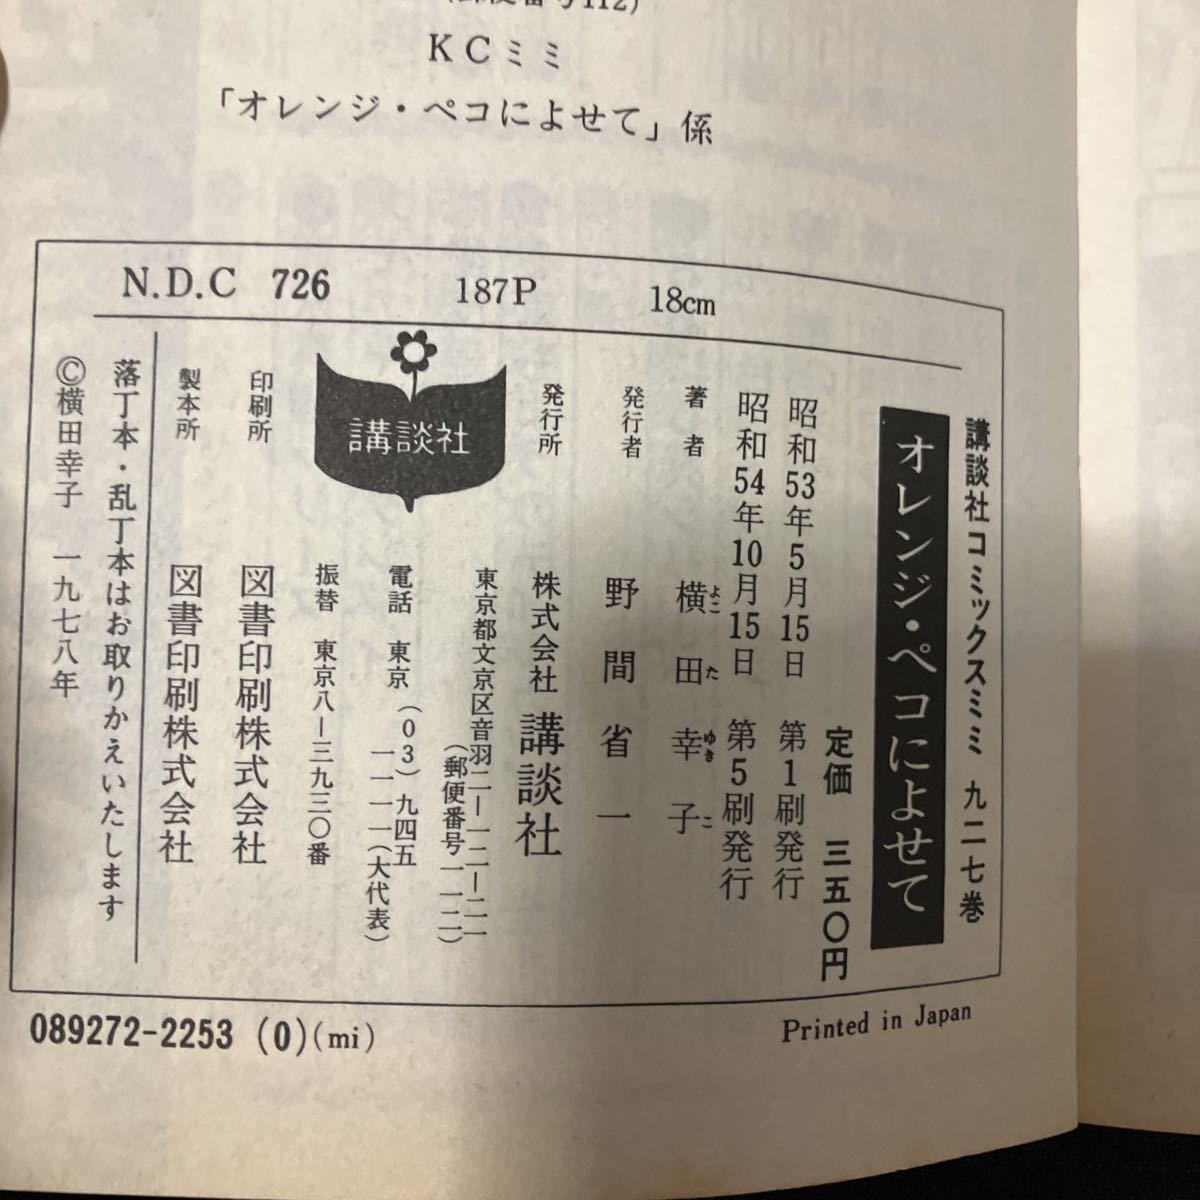 KCミミ
「オレンジ・ペコによせて」係
N.D.C 726 187P 18cm
講談社コミックスミミ 九二七巻
オレンジ・ペコによせて
定価 三五〇円
昭和53年5月15日 第1刷発行
昭和54年10月15日 第5刷発行
著者 横田幸子
よこ た ゆき こ
発行者 野間省一
発行所 株式会社 講談社
東京都文京区音羽二ー一二ー二一
(郵便番号一一二)
電話 東京(03)九四五
一一一一(大代表)
振替 東京八ー三九三〇番
講談社
印刷所 図書印刷株式会社
製本所 図書印刷株式会社
落丁本・乱丁本はお取りかえいたします
©横田幸子 一九七八年
089272-2253 (0)(mi)
Printed in Japan